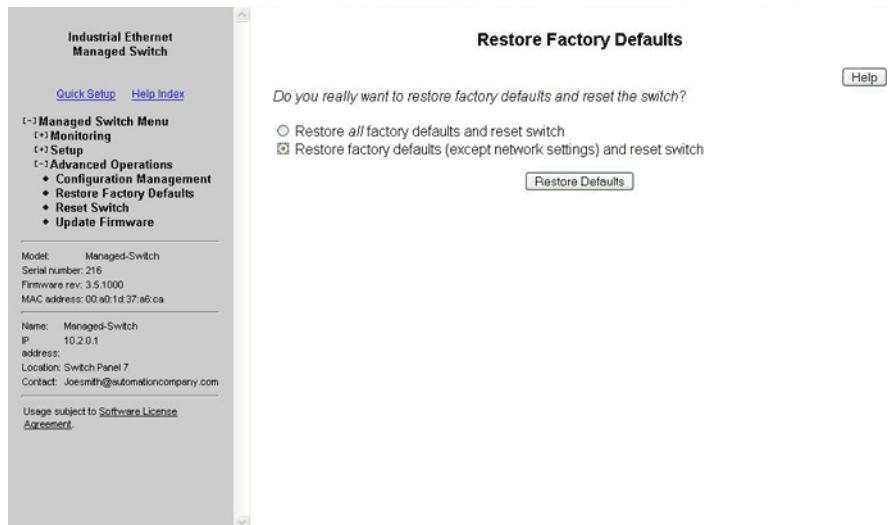 Industrial Ethernet
Managed Switch
Quick Setup Help Index
[-] Managed Switch Menu
[+] Monitoring
[+] Setup
[-] Advanced Operations
◆ Configuration Management
◆ Restore Factory Defaults
◆ Reset Switch
◆ Update Firmware
Model: Managed-Switch
Serial number: 216
Firmware rev: 3.5.1000
MAC address: 00:a0:1d:37:a6:ca
Name: Managed-Switch
IP 10.2.0.1
address:
Location: Switch Panel 7
Contact: Joesmith@automationcompany.com
Usage subject to Software License
Agreement.
Restore Factory Defaults
Help
Do you really want to restore factory defaults and reset the switch?
Restore all factory defaults and reset switch
Restore factory defaults (except network settings) and reset switch
Restore Defaults